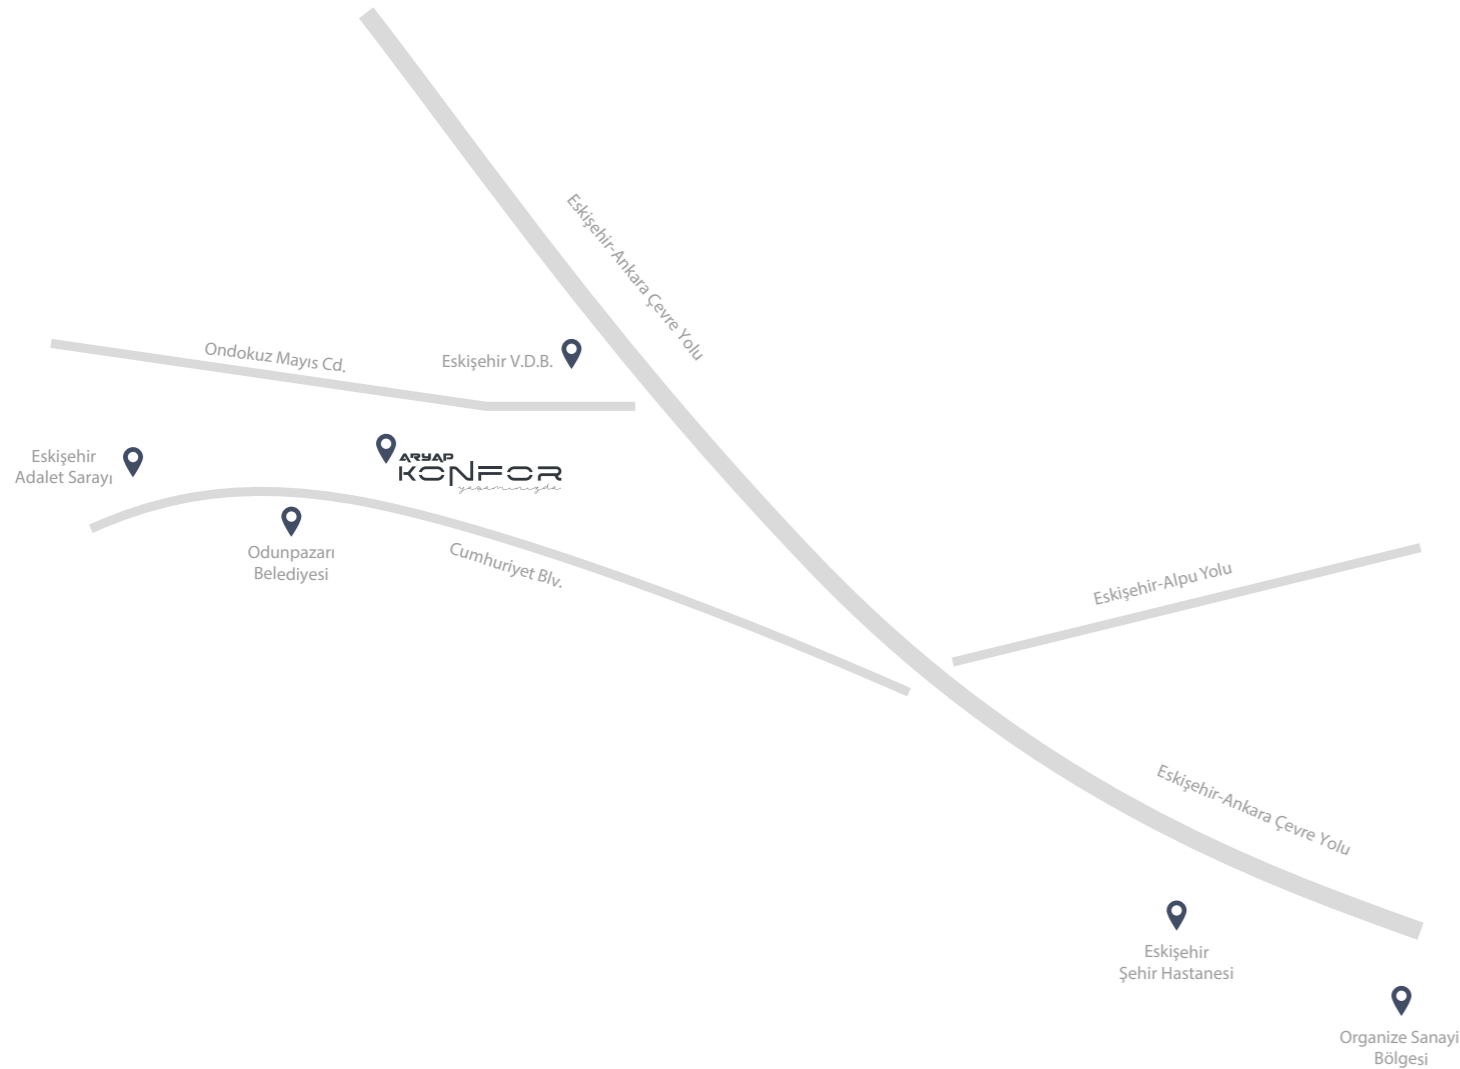 Eskişehir-Ankara Çevre Yolu
Ondokuz Mayıs Cd.
Eskişehir V.D.B.
Eskişehir
Adalet Sarayı
ARYAP
KONFOR
yaşamınızda
Odunpazarı
Belediyesi
Cumhuriyet Blv.
Eskişehir-Alpu Yolu
Eskişehir-Ankara Çevre Yolu
Eskişehir
Şehir Hastanesi
Organize Sanayi
Bölgesi